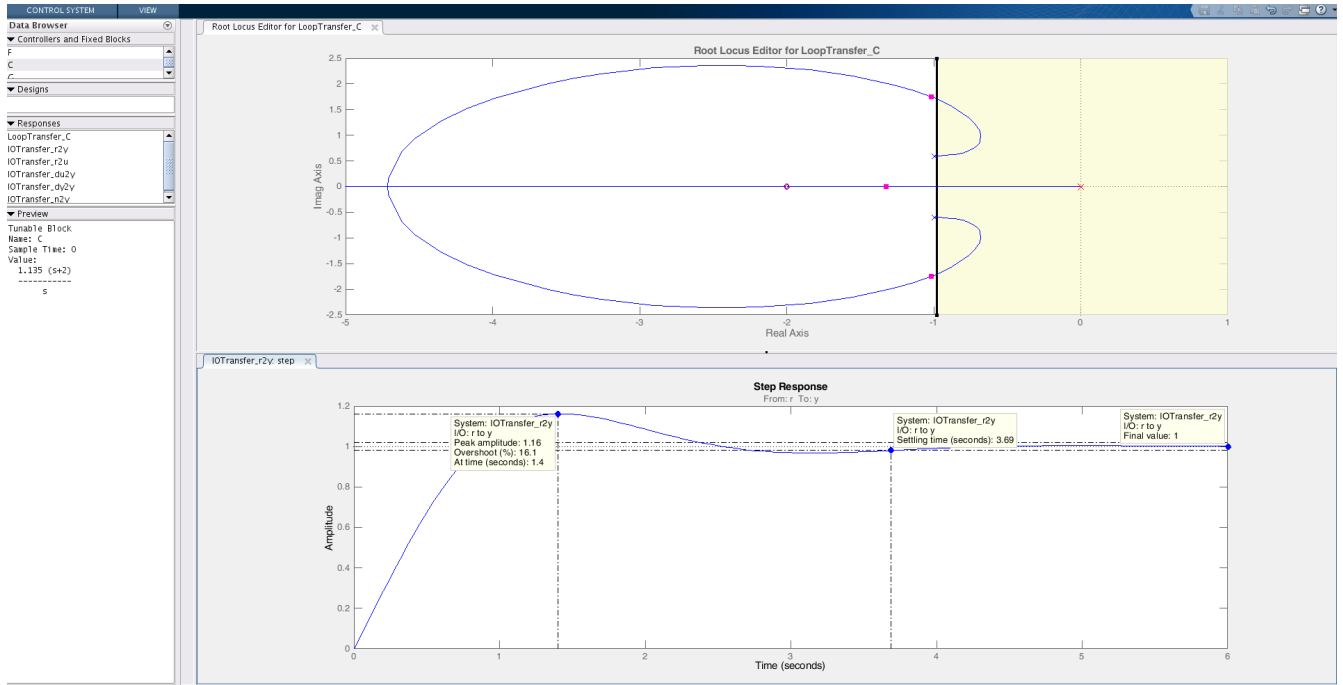 CONTROL SYSTEM VIEW
Data Browser
Controllers and Fixed Blocks
F
C
G
Designs
Responses
LoopTransfer_C
IOTransfer_r2y
IOTransfer_r2u
IOTransfer_du2y
IOTransfer_dy2y
IOTransfer_n2y
Preview
Tunable Block
Name: C
Sample Time: 0
Value:
1.135 (s+2)
-----------
s
Root Locus Editor for LoopTransfer_C
Root Locus Editor for LoopTransfer_C
2.5
2
1.5
1
0.5
0
-0.5
-1
-1.5
-2
-2.5
Imag Axis
-5 -4 -3 -2 -1 0 1
Real Axis
IOTransfer_r2y: step
Step Response
From: r To: y
1.2
1
0.8
0.6
0.4
0.2
0
Amplitude
System: IOTransfer_r2y
I/O: r to y
Peak amplitude: 1.16
Overshoot (%): 16.1
At time (seconds): 1.4
System: IOTransfer_r2y
I/O: r to y
Settling time (seconds): 3.69
System: IOTransfer_r2y
I/O: r to y
Final value: 1
0 1 2 3 4 5 6
Time (seconds)